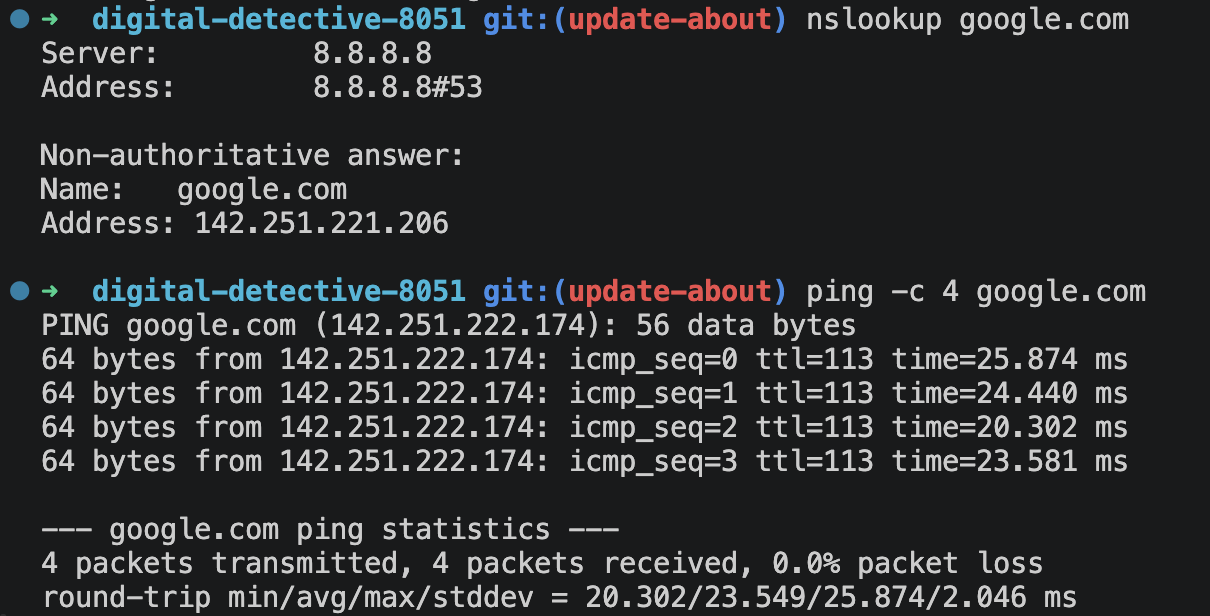 ➜  digital-detective-8051 git:(update-about) nslookup google.com
Server:         8.8.8.8
Address:        8.8.8.8#53

Non-authoritative answer:
Name:   google.com
Address: 142.251.221.206

➜  digital-detective-8051 git:(update-about) ping -c 4 google.com
PING google.com (142.251.222.174): 56 data bytes
64 bytes from 142.251.222.174: icmp_seq=0 ttl=113 time=25.874 ms
64 bytes from 142.251.222.174: icmp_seq=1 ttl=113 time=24.440 ms
64 bytes from 142.251.222.174: icmp_seq=2 ttl=113 time=20.302 ms
64 bytes from 142.251.222.174: icmp_seq=3 ttl=113 time=23.581 ms

--- google.com ping statistics ---
4 packets transmitted, 4 packets received, 0.0% packet loss
round-trip min/avg/max/stddev = 20.302/23.549/25.874/2.046 ms